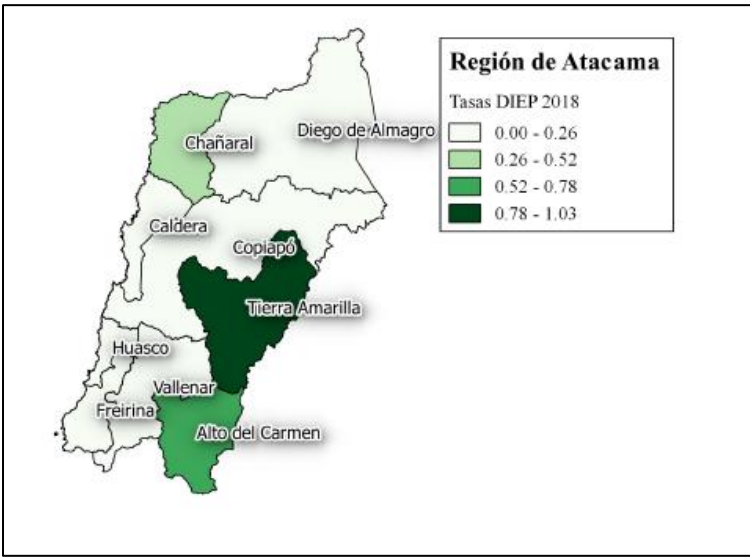 Región de Atacama
Tasas DIEP 2018
0.00 - 0.26
0.26 - 0.52
0.52 - 0.78
0.78 - 1.03
Diego de Almagro
Chañaral
Caldera
Copiapó
Tierra Amarilla
Huasco
Vallenar
Freirina
Alto del Carmen